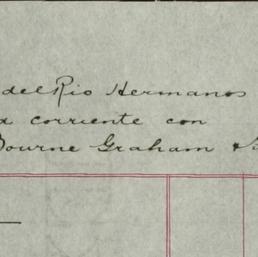 del Rio Hermanos
corriente con
Bourne Graham &